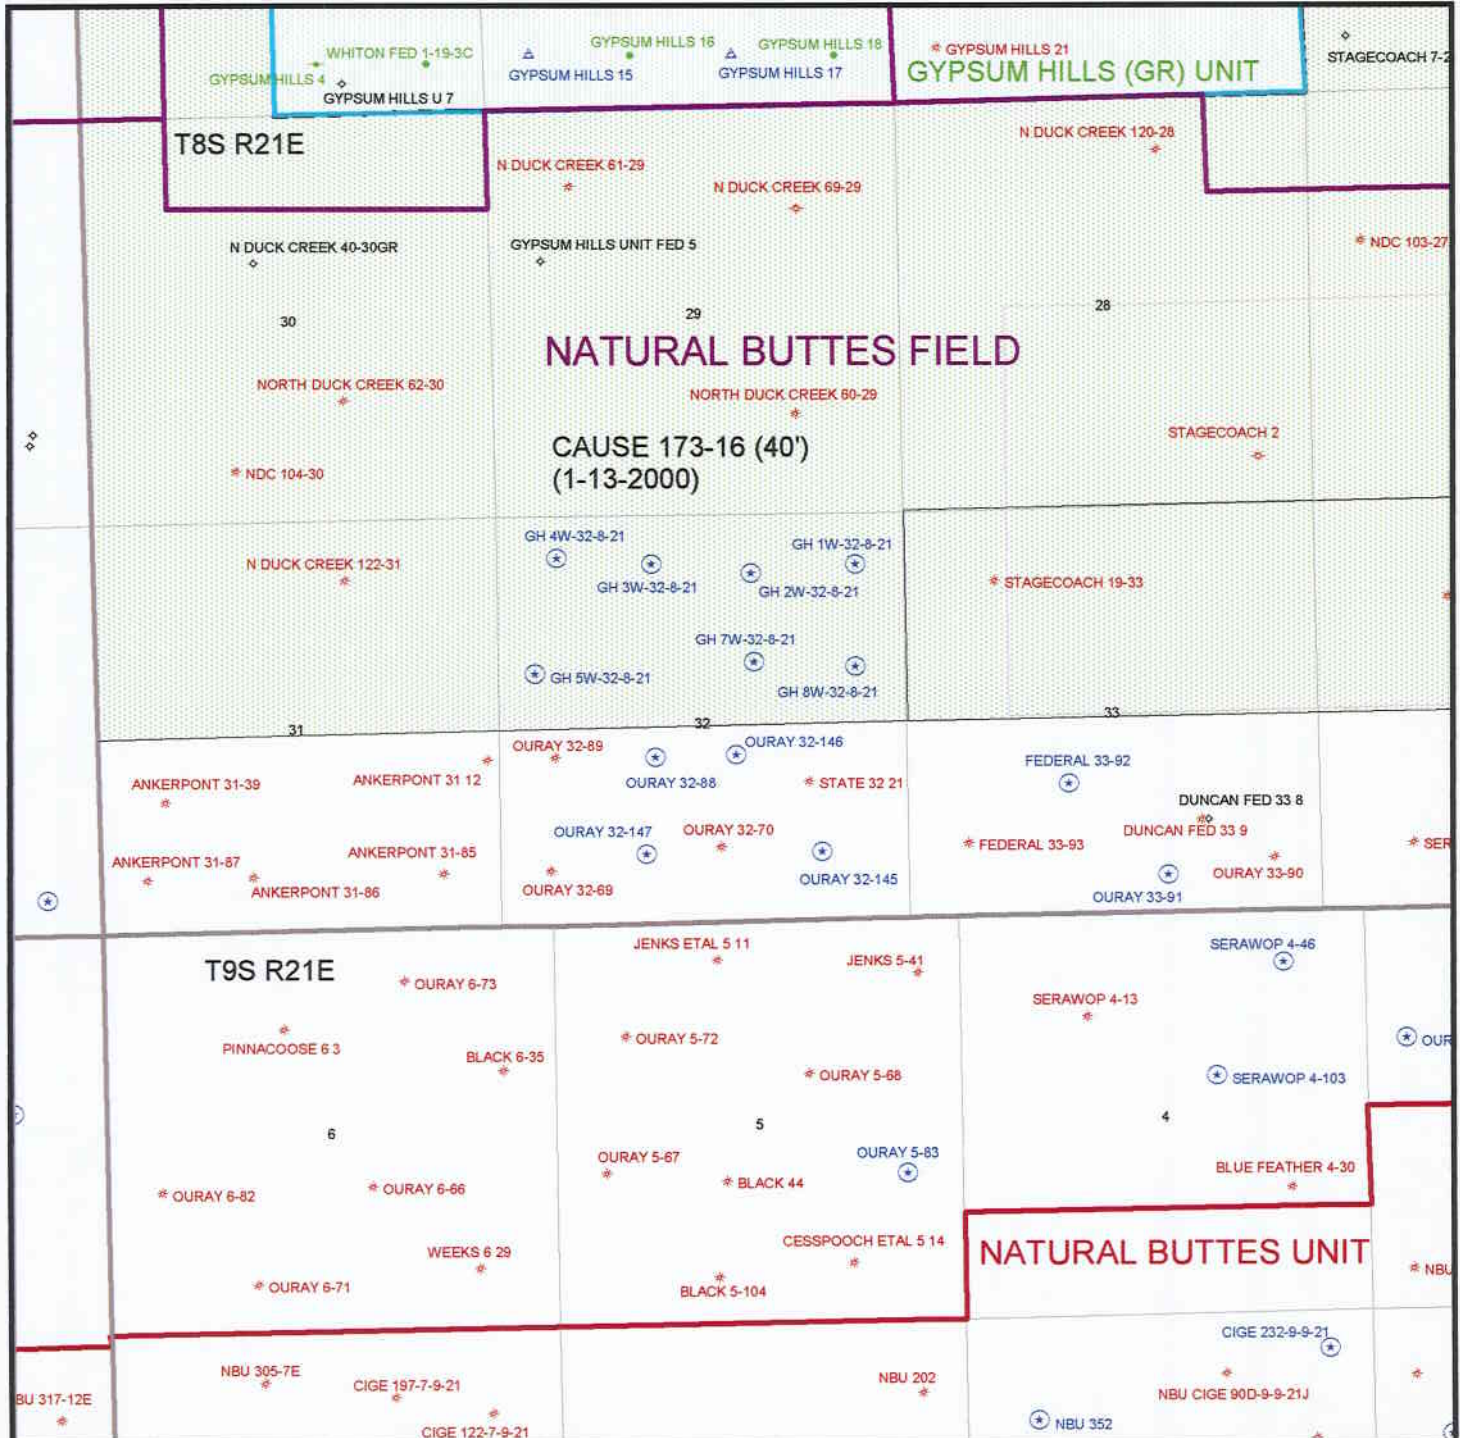 WHITON FED 1-19-3C
GYPSUM HILLS 4
GYPSUM HILLS U 7
GYPSUM HILLS 15
GYPSUM HILLS 16
GYPSUM HILLS 17
GYPSUM HILLS 18
GYPSUM HILLS 21
GYPSUM HILLS (GR) UNIT
STAGECOACH 7-2
T8S R21E
N DUCK CREEK 61-29
N DUCK CREEK 69-29
N DUCK CREEK 120-28
N DUCK CREEK 40-30GR
GYPSUM HILLS UNIT FED 5
NDC 103-27
30
29
28
NATURAL BUTTES FIELD
NORTH DUCK CREEK 62-30
NORTH DUCK CREEK 60-29
STAGECOACH 2
CAUSE 173-16 (40')
(1-13-2000)
NDC 104-30
GH 4W-32-8-21
GH 1W-32-8-21
N DUCK CREEK 122-31
GH 3W-32-8-21
GH 2W-32-8-21
STAGECOACH 19-33
GH 7W-32-8-21
GH 5W-32-8-21
GH 8W-32-8-21
31
32
33
OURAY 32-89
OURAY 32-146
ANKERPONT 31-39
ANKERPONT 31 12
OURAY 32-88
STATE 32 21
FEDERAL 33-92
DUNCAN FED 33 8
OURAY 32-147
OURAY 32-70
DUNCAN FED 33 9
FEDERAL 33-93
SER
ANKERPONT 31-87
ANKERPONT 31-85
ANKERPONT 31-86
OURAY 32-69
OURAY 32-145
OURAY 33-90
OURAY 33-91
T9S R21E
JENKS ETAL 5 11
JENKS 5-41
SERAWOP 4-46
OURAY 6-73
SERAWOP 4-13
PINNACOOSE 6 3
BLACK 6-35
OURAY 5-72
OUR
OURAY 5-68
SERAWOP 4-103
6
5
4
OURAY 5-67
OURAY 5-83
BLUE FEATHER 4-30
OURAY 6-82
OURAY 6-66
BLACK 44
WEEKS 6 29
CESSPOOCH ETAL 5 14
NATURAL BUTTES UNIT
NBU
OURAY 6-71
BLACK 5-104
CIGE 232-9-9-21
NBU 305-7E
CIGE 197-7-9-21
NBU 202
NBU CIGE 90D-9-9-21J
BU 317-12E
CIGE 122-7-9-21
NBU 352